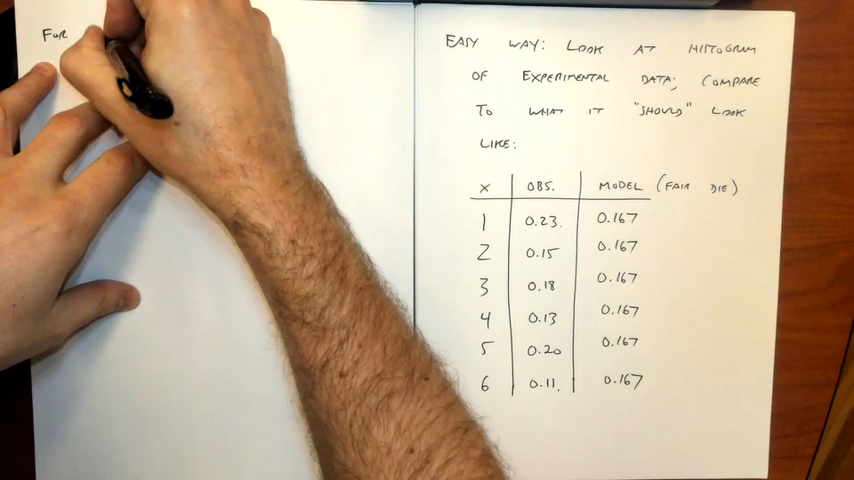 FOR
EASY WAY: LOOK AT HISTOGRAM
OF EXPERIMENTAL DATA; COMPARE
TO WHAT IT "SHOULD" LOOK
LIKE:
X OBS. MODEL (FAIR DIE)
1 0.23. 0.167
2 0.15 0.167
3 0.18 0.167
4 0.13 0.167
5 0.20 0.167
6 0.11. 0.167